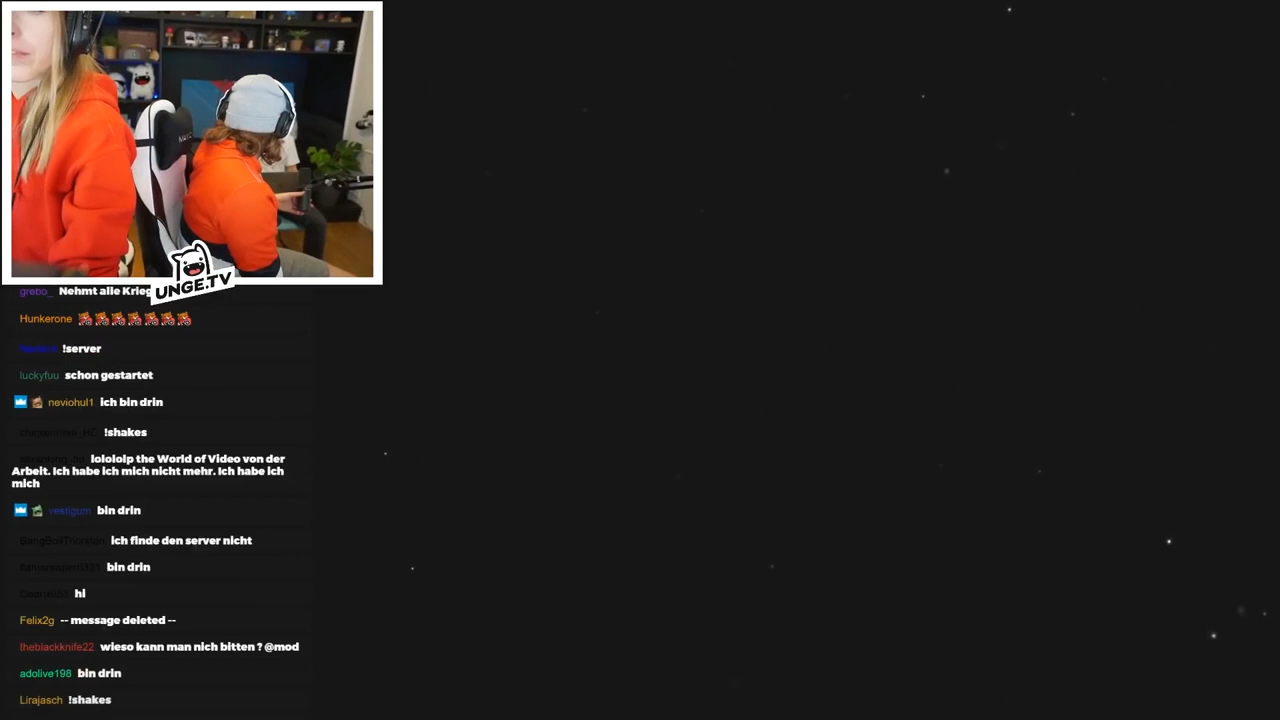 UNGE.TV
grebo_ Nehmt alle Krieg
Hunkerone
!server
luckyfuu schon gestartet
neviohul1 ich bin drin
!shakes
lolololp the World of Video von der
Arbeit. Ich habe ich mich nicht mehr. Ich habe ich
mich
vestigum bin drin
ich finde den server nicht
bin drin
hi
Felix2g -- message deleted --
theblackknife22 wieso kann man nich bitten ? @mod
adolive198 bin drin
Lirajasch !shakes